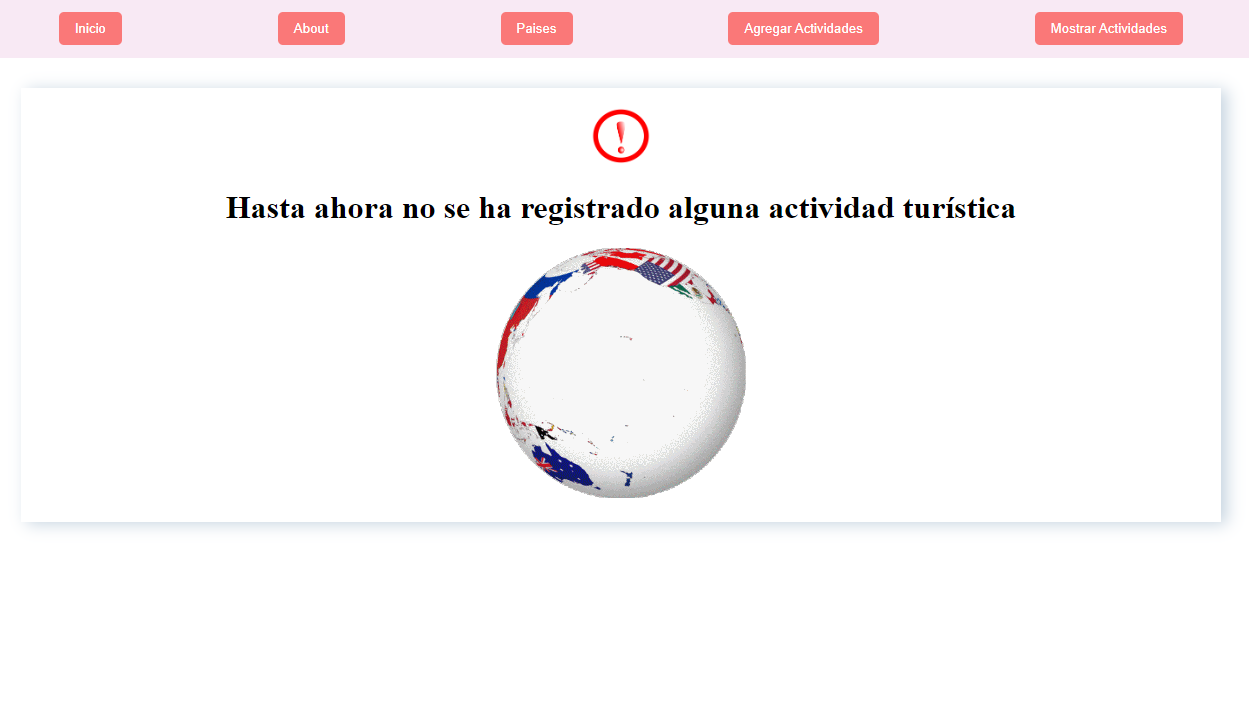 Inicio
About
Paises
Agregar Actividades
Mostrar Actividades
!
Hasta ahora no se ha registrado alguna actividad turística